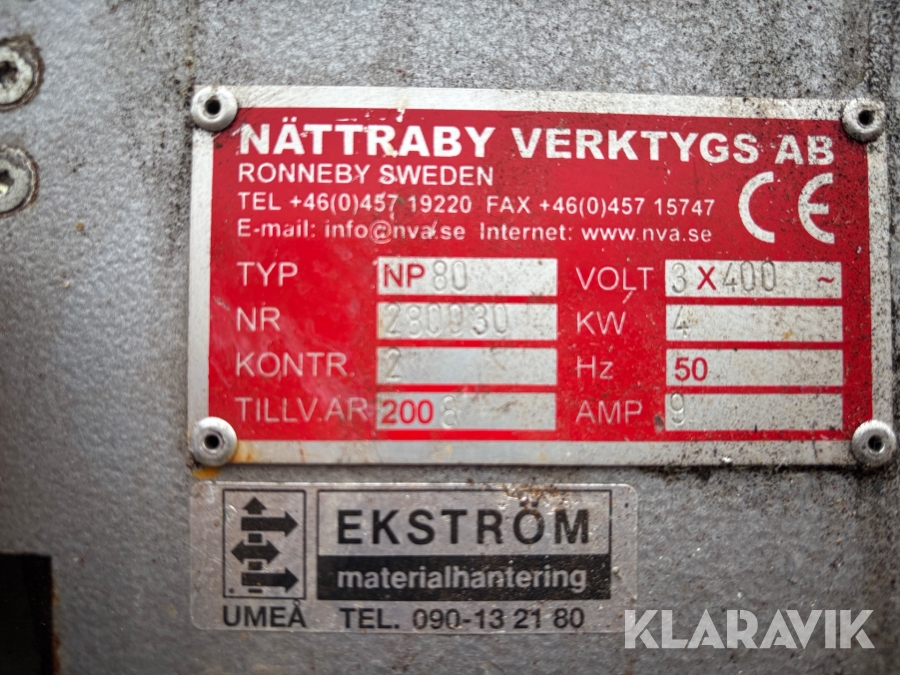 NÄTTRABY VERKTYGS AB
RONNEBY SWEDEN
TEL +46(0)457 19220 FAX +46(0)457 15747
E-mail: info@nva.se Internet: www.nva.se
CE
TYP NP 80 VOLT 3 X 400 ~
NR 280030 KW 4
KONTR. 2 Hz 50
TILLV.AR 2008 AMP 9
EKSTRÖM
materialhantering
UMEÅ TEL. 090-13 21 80
KLARAVIK